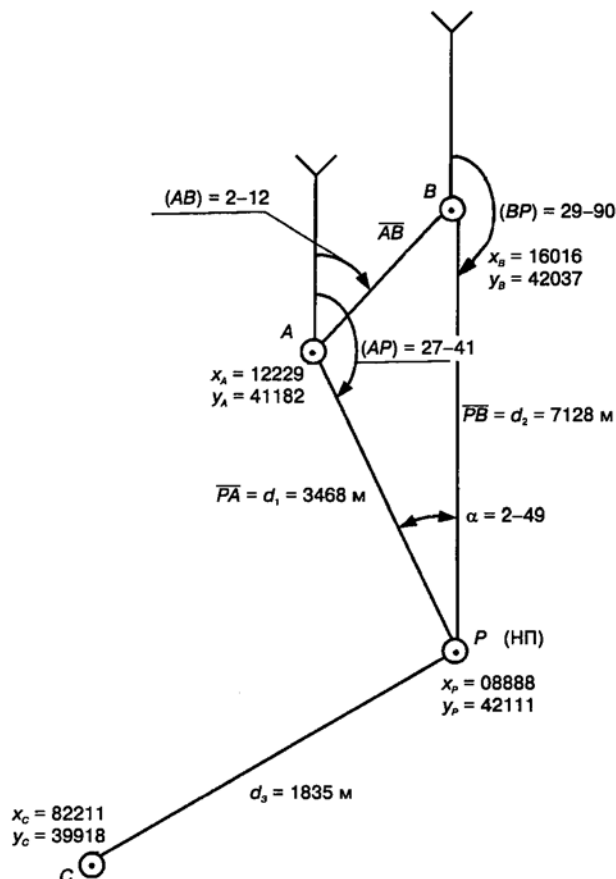 B
(AB) = 2–12
(BP) = 29–90
AB
x_B = 16016
y_B = 42037
A
(AP) = 27–41
x_A = 12229
y_A = 41182
PB = d₂ = 7128 м
PA = d₁ = 3468 м
α = 2–49
P (НП)
x_P = 08888
y_P = 42111
d₃ = 1835 м
x_C = 82211
y_C = 39918
C